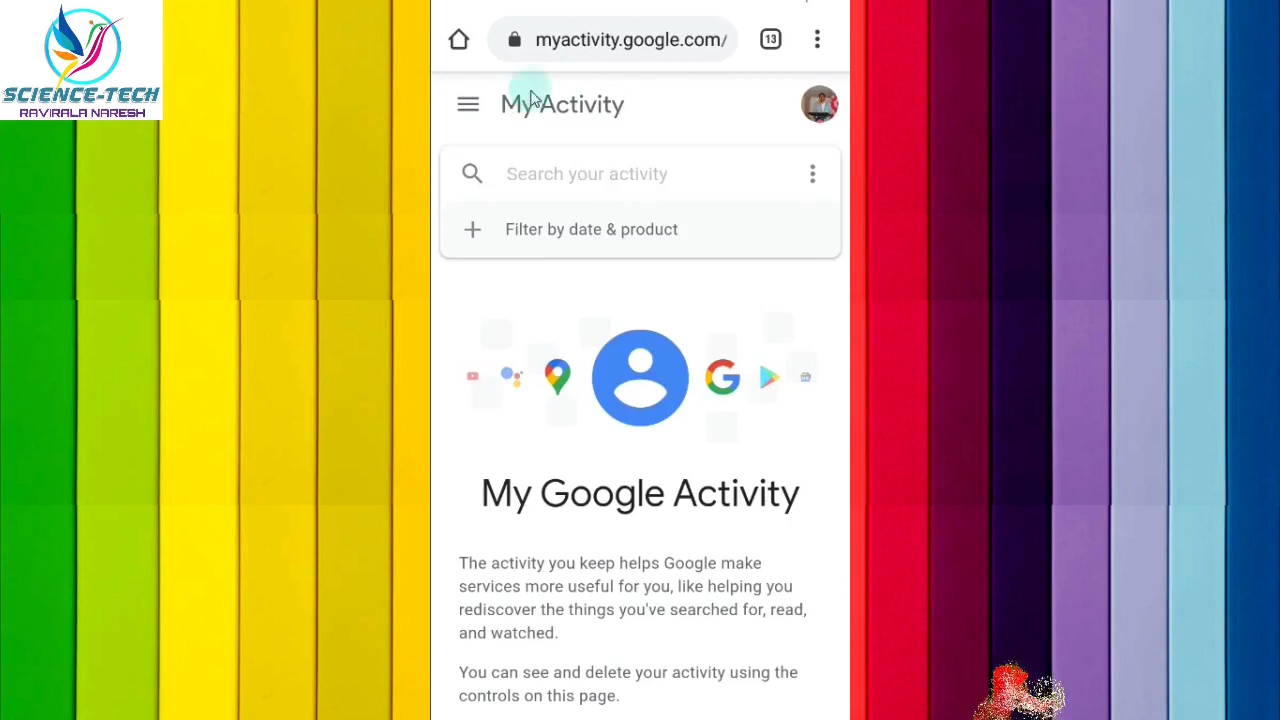 SCIENCE-TECH
RAVIRALA NARESH
myactivity.google.com/
13
My Activity
Search your activity
Filter by date & product
My Google Activity
The activity you keep helps Google make
services more useful for you, like helping you
rediscover the things you've searched for, read,
and watched.
You can see and delete your activity using the
controls on this page.